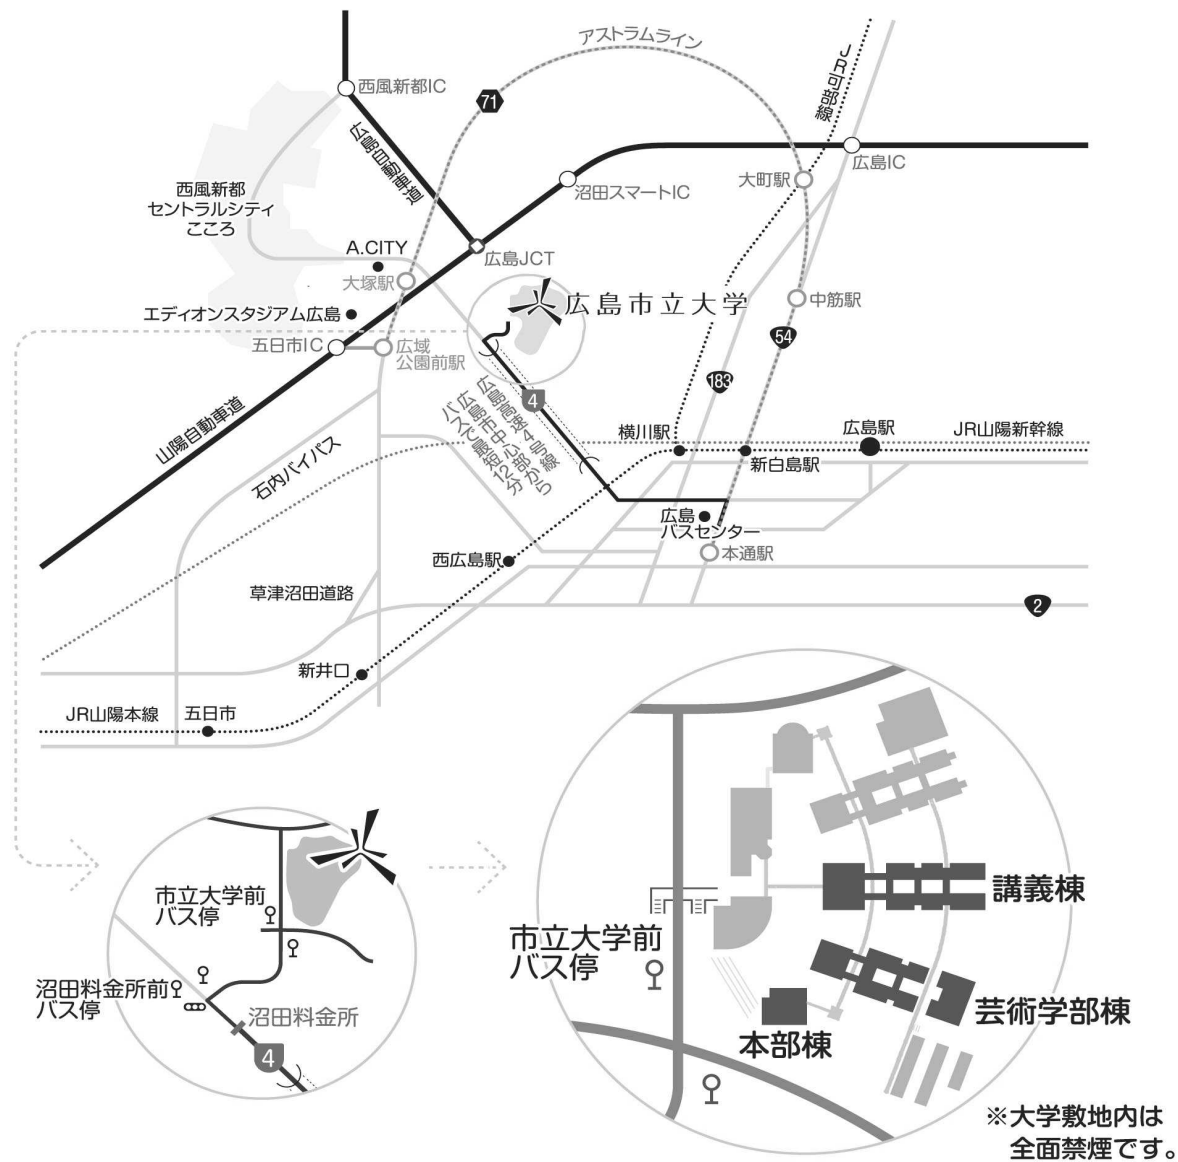 アストラムライン
JR可部線
西風新都IC
71
広島自動車道
広島IC
大町駅
沼田スマートIC
西風新都
セントラルシティ
こころ
A.CITY
広島JCT
大塚駅
広島市立大学
中筋駅
エディオンスタジアム広島
五日市IC
広域
公園前駅
54
183
4
広島高速4号線から
広島市中心部
バスで最短12分
山陽自動車道
石内バイパス
横川駅
広島駅
JR山陽新幹線
新白島駅
広島
バスセンター
本通駅
西広島駅
草津沼田道路
2
新井口
JR山陽本線
五日市
市立大学前
バス停
沼田料金所前
バス停
沼田料金所
4
講義棟
市立大学前
バス停
芸術学部棟
本部棟
※大学敷地内は
全面禁煙です。